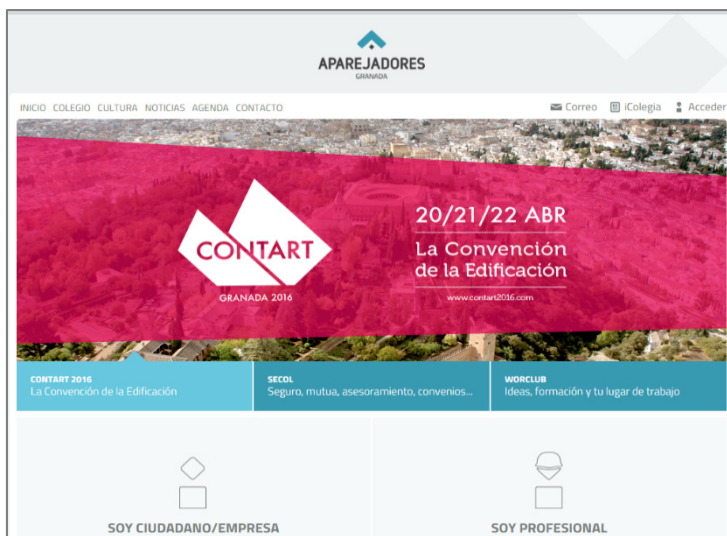 APAREJADORES
GRANADA
INICIO COLEGIO CULTURA NOTICIAS AGENDA CONTACTO
Correo iColegia Acceder
CONTART
GRANADA 2016
20/21/22 ABR
La Convención
de la Edificación
www.contart2016.com
CONTART 2016
La Convención de la Edificación
SECOL
Seguro, mutua, asesoramiento, convenios...
WORCLUB
Ideas, formación y tu lugar de trabajo
SOY CIUDADANO/EMPRESA
SOY PROFESIONAL